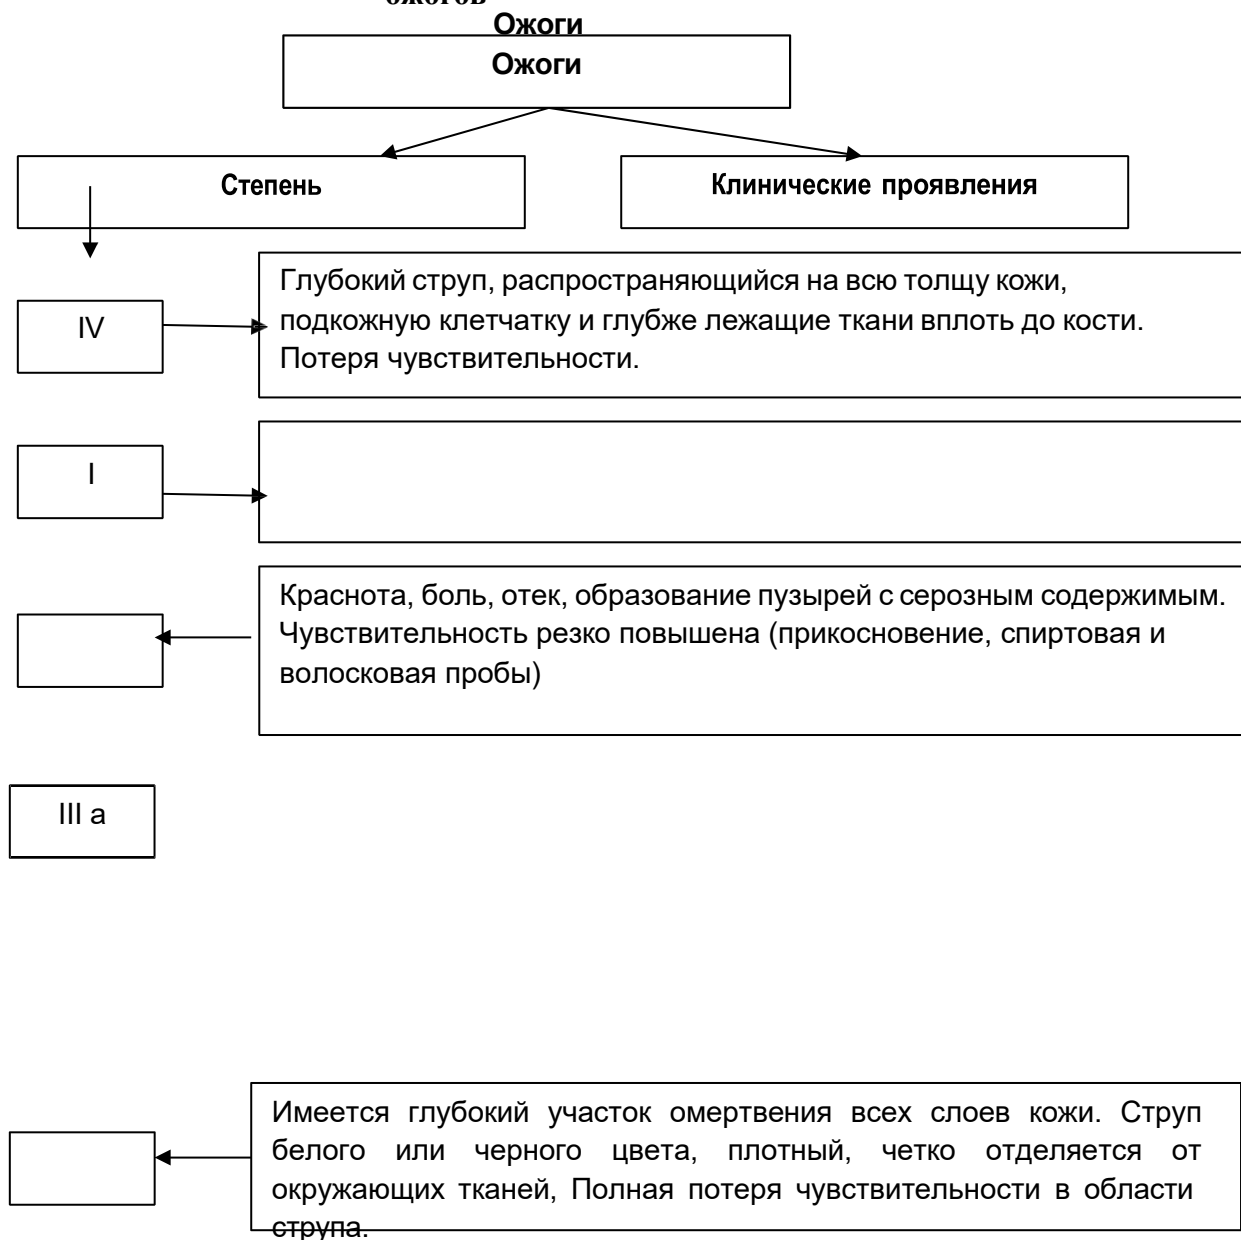 ожогов
Ожоги
Ожоги
Степень
Клинические проявления
IV
Глубокий струп, распространяющийся на всю толщу кожи,
подкожную клетчатку и глубже лежащие ткани вплоть до кости.
Потеря чувствительности.
I
Краснота, боль, отек, образование пузырей с серозным содержимым.
Чувствительность резко повышена (прикосновение, спиртовая и
волосковая пробы)
III а
Имеется глубокий участок омертвения всех слоев кожи. Струп
белого или черного цвета, плотный, четко отделяется от
окружающих тканей, Полная потеря чувствительности в области
струпа.